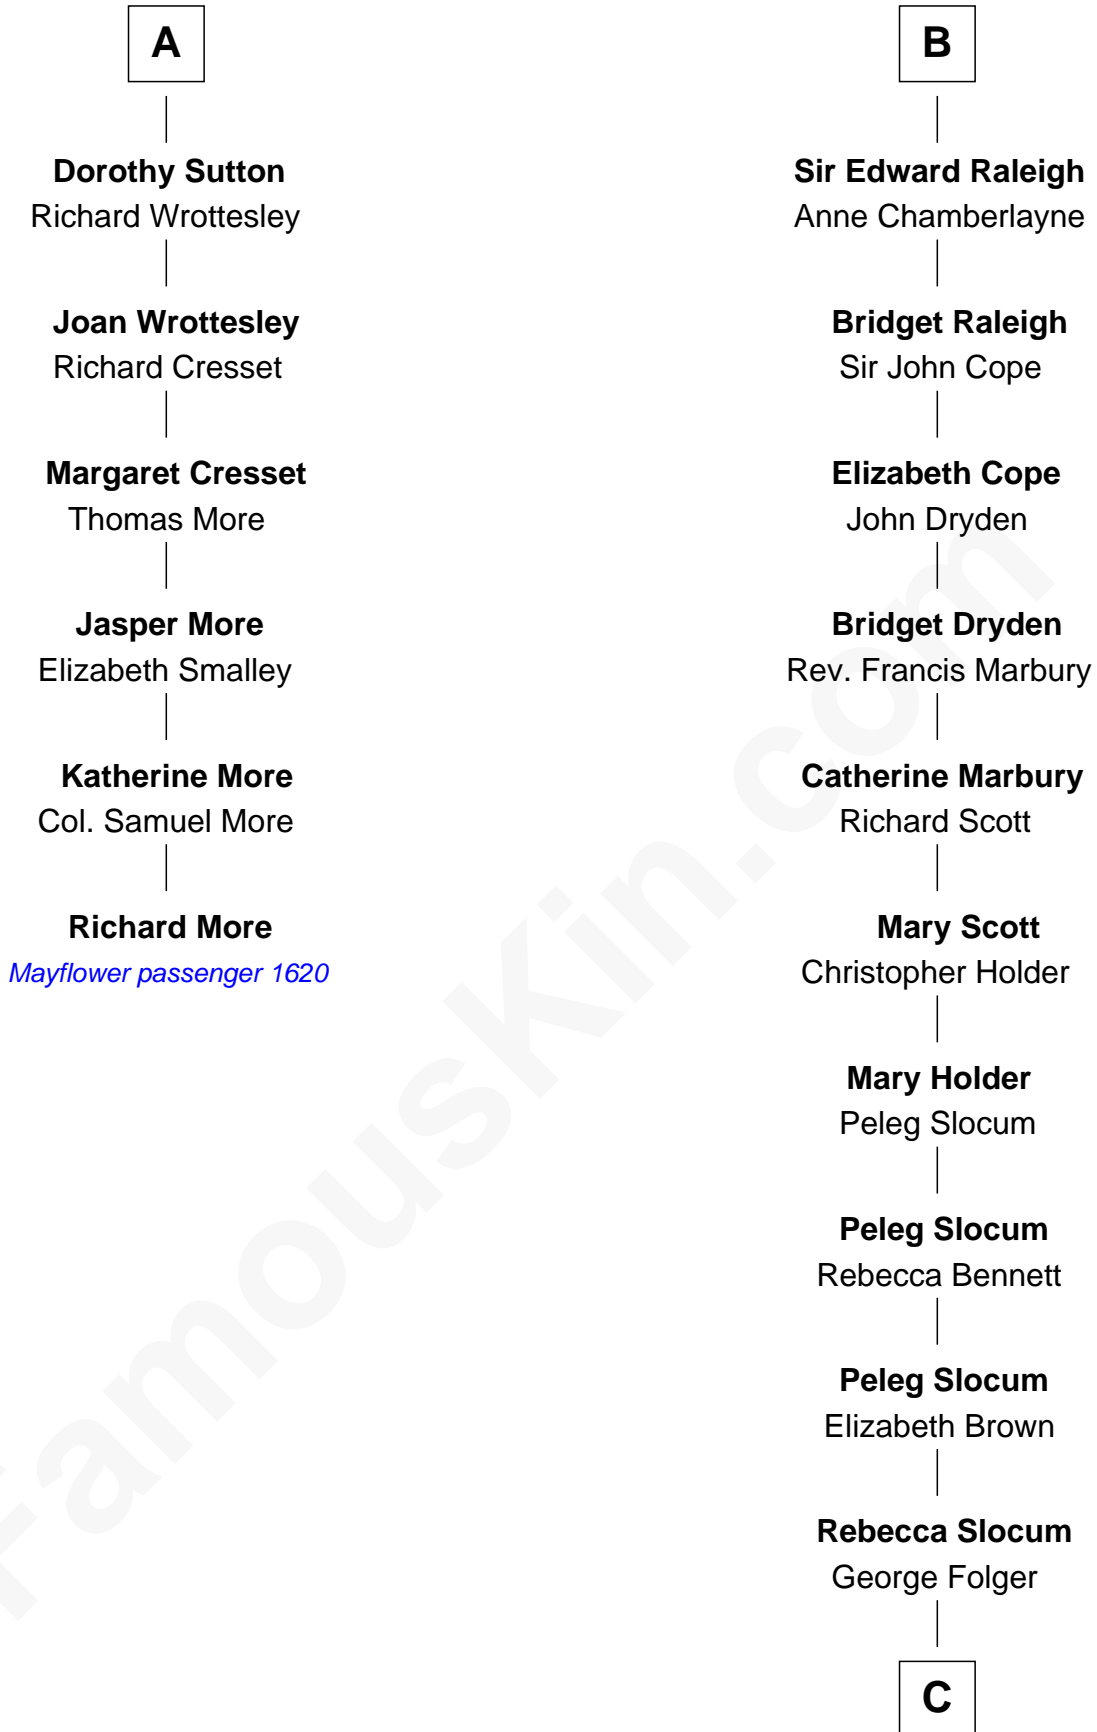 A
Dorothy Sutton
Richard Wrottesley
Joan Wrottesley
Richard Cresset
Margaret Cresset
Thomas More
Jasper More
Elizabeth Smalley
Katherine More
Col. Samuel More
Richard More
Mayflower passenger 1620
B
Sir Edward Raleigh
Anne Chamberlayne
Bridget Raleigh
Sir John Cope
Elizabeth Cope
John Dryden
Bridget Dryden
Rev. Francis Marbury
Catherine Marbury
Richard Scott
Mary Scott
Christopher Holder
Mary Holder
Peleg Slocum
Peleg Slocum
Rebecca Bennett
Peleg Slocum
Elizabeth Brown
Rebecca Slocum
George Folger
C
FamousKin.com